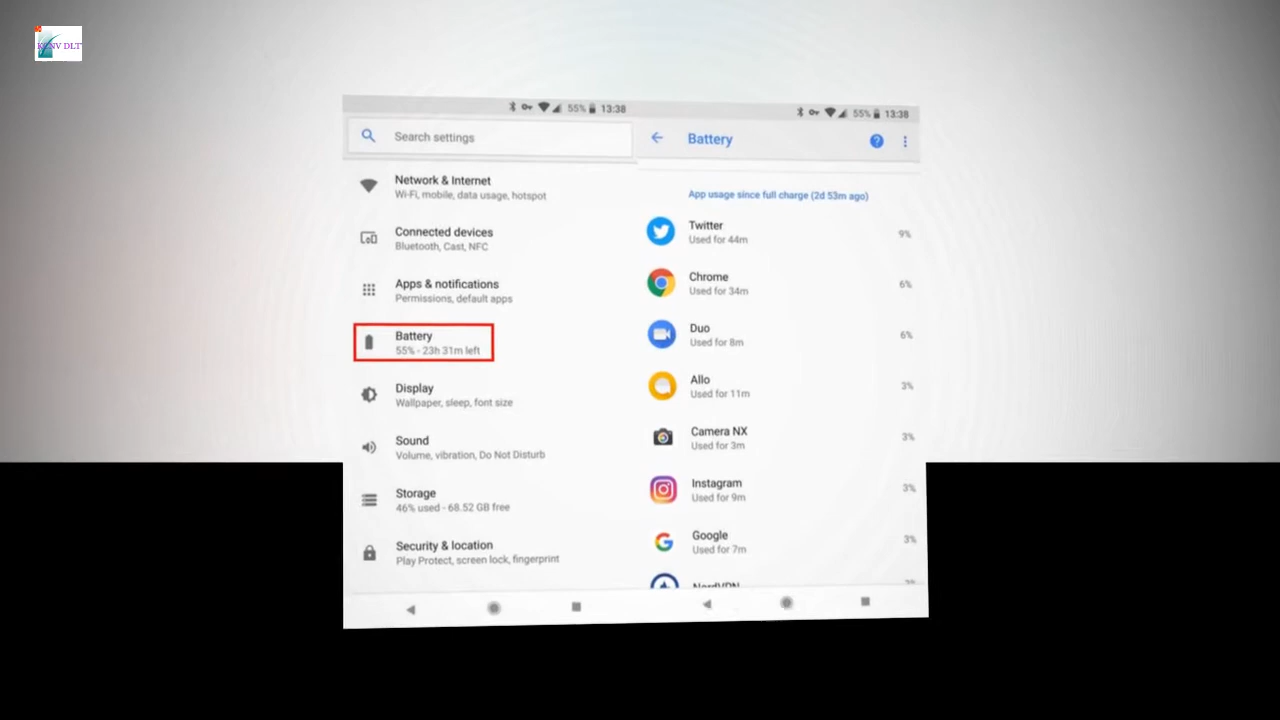 KENV DLT
55% 13:38
Search settings
Network & Internet
Wi-Fi, mobile, data usage, hotspot
Connected devices
Bluetooth, Cast, NFC
Apps & notifications
Permissions, default apps
Battery
55% - 23h 31m left
Display
Wallpaper, sleep, font size
Sound
Volume, vibration, Do Not Disturb
Storage
46% used - 68.52 GB free
Security & location
Play Protect, screen lock, fingerprint
55% 13:38
Battery
App usage since full charge (2d 53m ago)
Twitter
Used for 44m
9%
Chrome
Used for 34m
6%
Duo
Used for 8m
6%
Allo
Used for 11m
3%
Camera NX
Used for 3m
3%
Instagram
Used for 9m
3%
Google
Used for 7m
3%
NordVPN